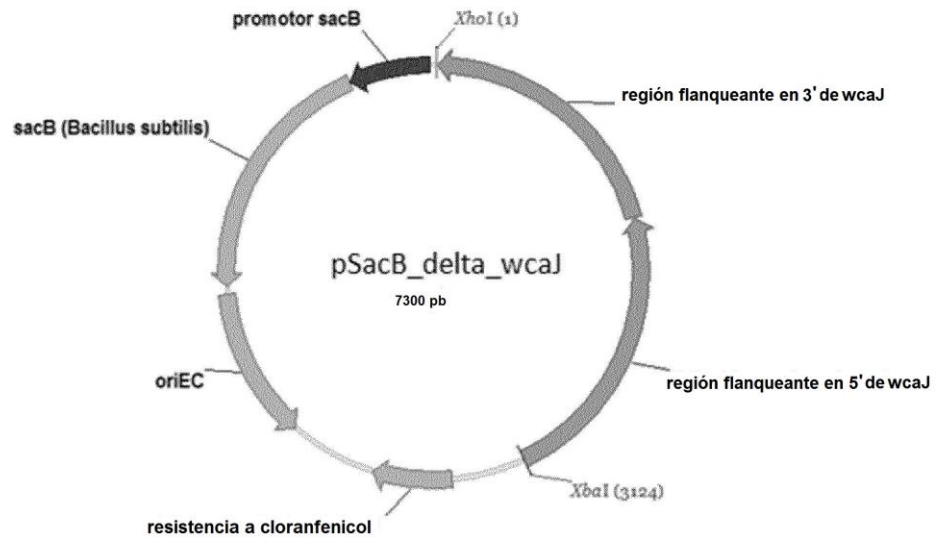 promotor sacB
XhoI (1)
región flanqueante en 3' de wcaJ
sacB (Bacillus subtilis)
pSacB_delta_wcaJ
7300 pb
oriEC
región flanqueante en 5' de wcaJ
XbaI (3124)
resistencia a cloranfenicol